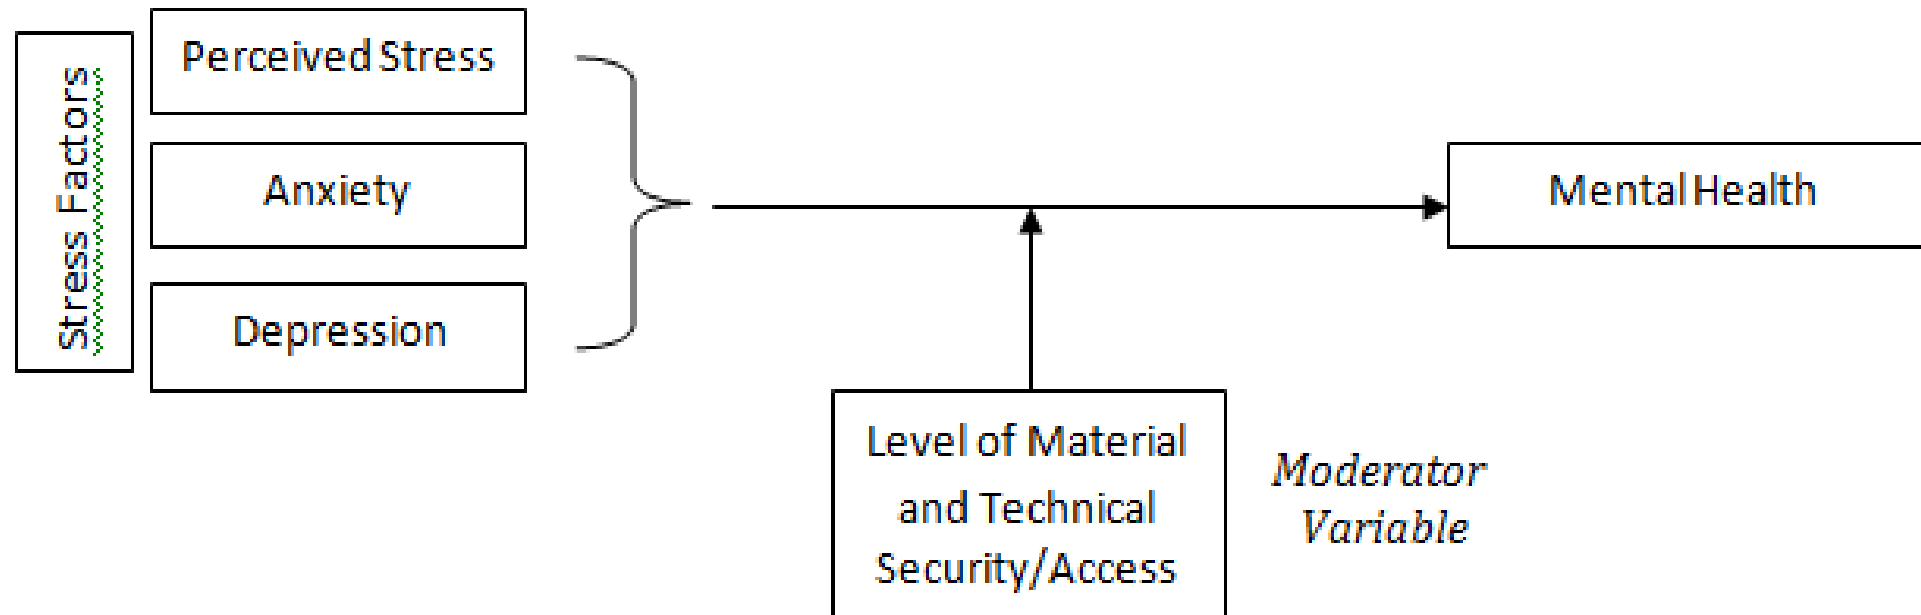 Stress Factors
Perceived Stress
Anxiety
Depression
Mental Health
Level of Material
and Technical
Security/Access
Moderator
Variable